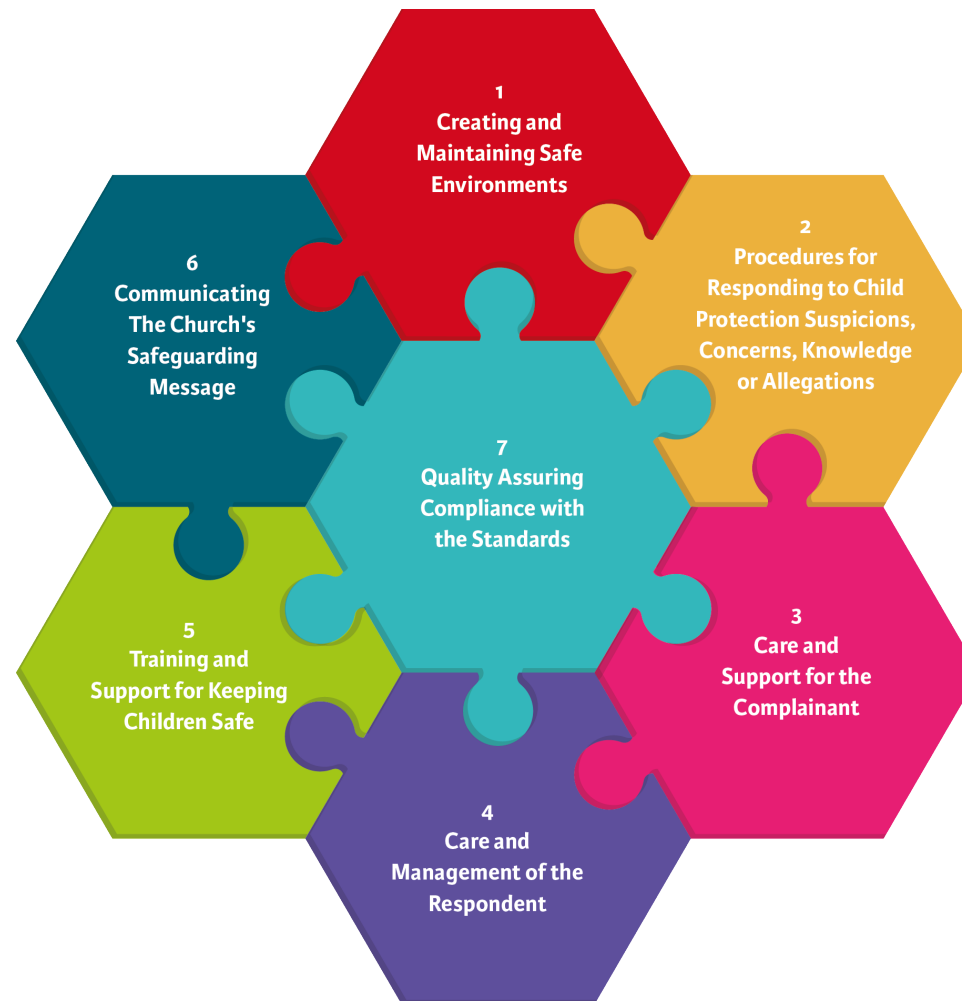 1
Creating and
Maintaining Safe
Environments
2
Procedures for
Responding to Child
Protection Suspicions,
Concerns, Knowledge
or Allegations
3
Care and
Support for the
Complainant
4
Care and
Management of the
Respondent
5
Training and
Support for Keeping
Children Safe
6
Communicating
The Church's
Safeguarding
Message
7
Quality Assuring
Compliance with
the Standards